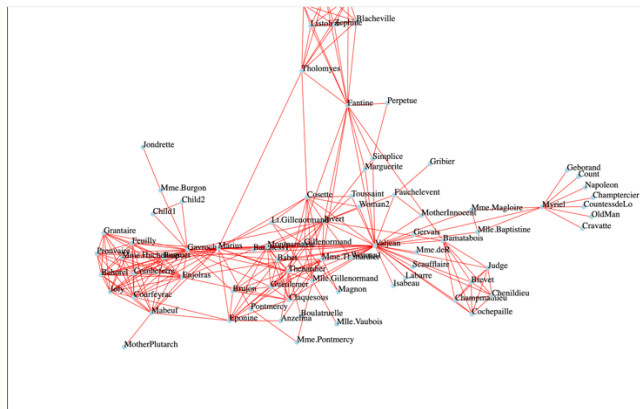 Blacheville
Listolier
Zephine
Tholomyes
Fantine
Perpetue
Jondrette
Simplice
Marguerite
Gribier
Geborand
Count
Napoleon
Champtercier
CountessdeLo
OldMan
Cravatte
Myriel
Mme.Burgon
Child2
Child1
Cosette
Toussaint
Woman2
Fauchelevent
Mme.Magloire
MotherInnocent
Mlle.Baptistine
Lt.Gillenormand
Javert
Grantaire
Feuilly
Prouvaire
Gavroche
Marius
Gillenormand
Valjean
Gervais
Bamatabois
Mme.deR
Bahorel
Combeferre
Enjolras
Babet
Thenardier
Scaufflaire
Judge
Joly
Courfeyrac
Brujon
Gueulemer
Mlle.Gillenormand
Labarre
Isabeau
Brevet
Chenildieu
Champmathieu
Cochepaille
Claquesous
Magnon
Mabeuf
Pontmercy
Eponine
Anzelma
Boulatruelle
Mlle.Vaubois
MotherPlutarch
Mme.Pontmercy